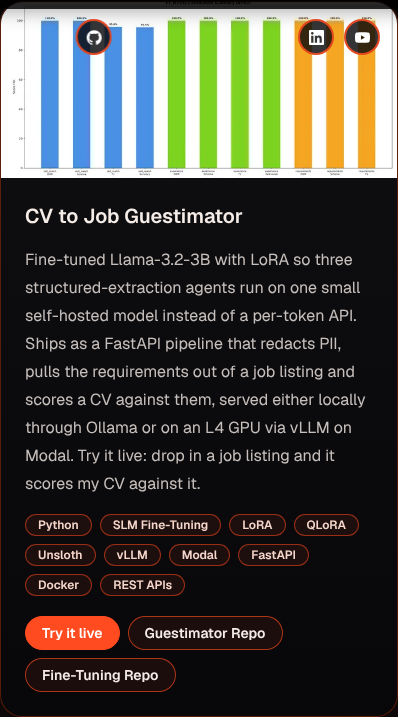 CV to Job Guestimator
Fine-tuned Llama-3.2-3B with LoRA so three
structured-extraction agents run on one small
self-hosted model instead of a per-token API.
Ships as a FastAPI pipeline that redacts PII,
pulls the requirements out of a job listing and
scores a CV against them, served either locally
through Ollama or on an L4 GPU via vLLM on
Modal. Try it live: drop in a job listing and it
scores my CV against it.
Python
SLM Fine-Tuning
LoRA
QLoRA
Unsloth
vLLM
Modal
FastAPI
Docker
REST APIs
Try it live
Guestimator Repo
Fine-Tuning Repo